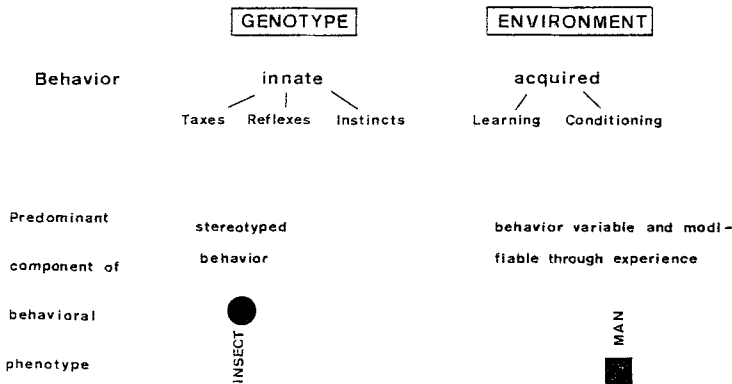 GENOTYPE ENVIRONMENT
Behavior innate acquired
Taxes Reflexes Instincts Learning Conditioning
Predominant
component of
behavioral
phenotype
stereotyped
behavior
behavior variable and modi-
fiable through experience
INSECT
MAN